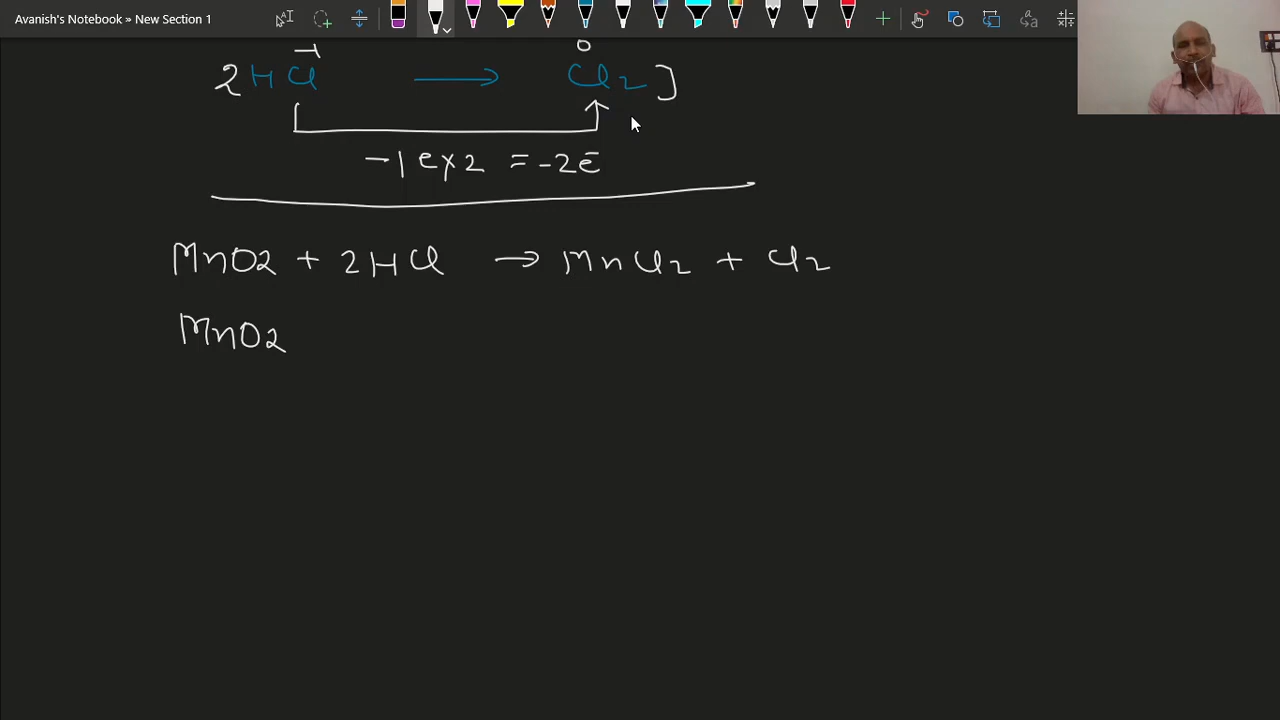 Avanish's Notebook » New Section 1
-1 0
2HCl → Cl2]
-1e×2 = -2e̅
MnO2 + 2HCl → MnCl2 + Cl2
MnO2